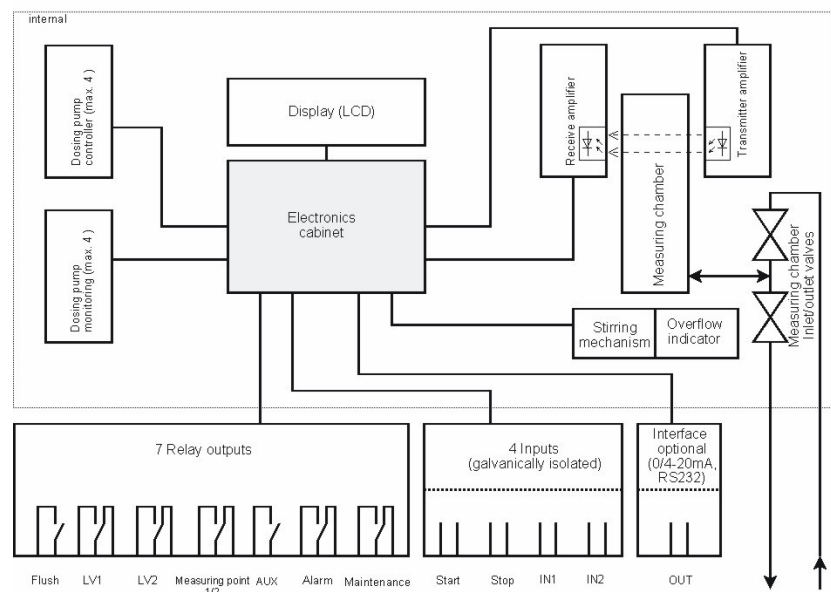 internal
Dosing pump
controller (max. 4 )
Display (LCD)
Receive amplifier
Transmitter amplifier
Measuring chamber
Electronics
cabinet
Dosing pump
monitoring (max. 4 )
Measuring chamber
Inlet/outlet valves
Stirring
mechanism
Overflow
indicator
7 Relay outputs
4 Inputs
(galvanically isolated)
Interface
optional
(0/4-20mA,
RS232)
Flush
LV1
LV2
Measuring point
1/2
AUX
Alarm
Maintenance
Start
Stop
IN1
IN2
OUT